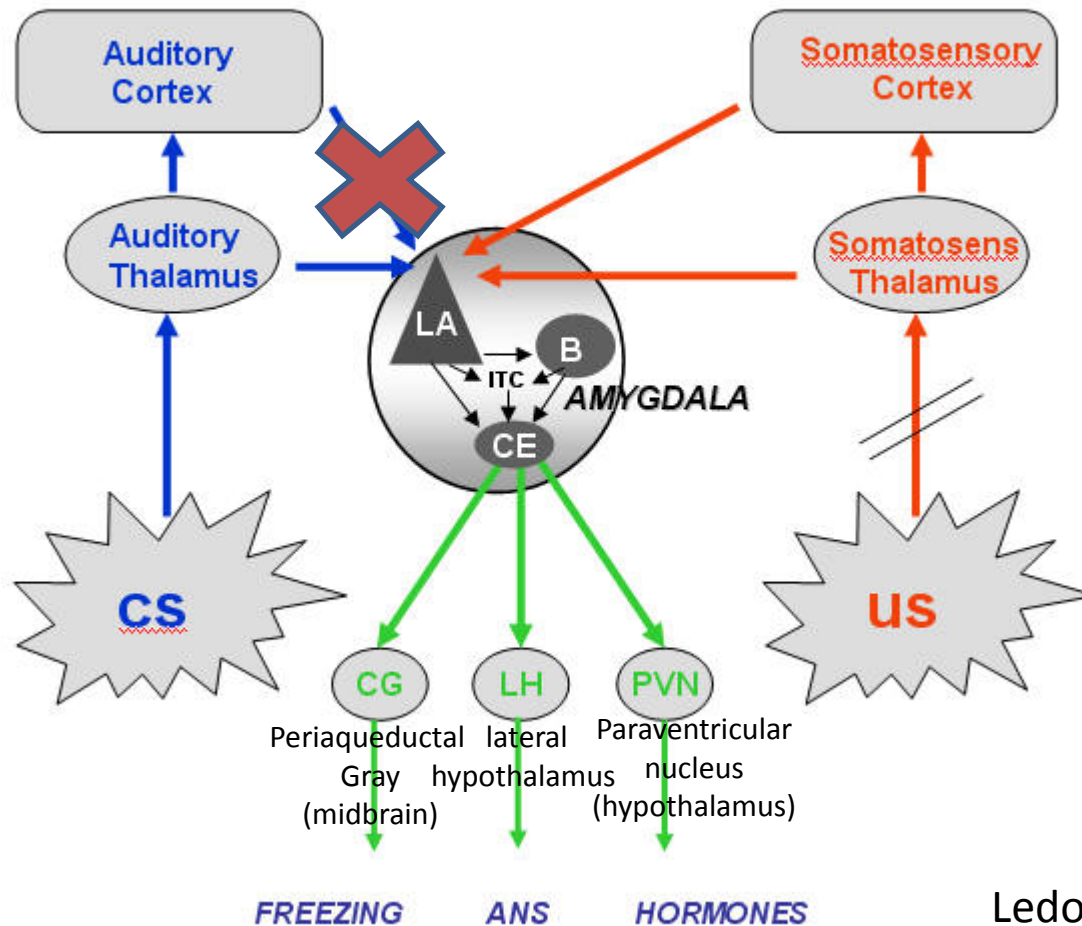 Auditory
Cortex
Somatosensory
Cortex
Auditory
Thalamus
Somatosens
Thalamus
LA
B
ITC
AMYGDALA
CE
cs
us
CG
LH
PVN
Periaqueductal
Gray
(midbrain)
lateral
hypothalamus
Paraventricular
nucleus
(hypothalamus)
FREEZING
ANS
HORMONES
Ledo